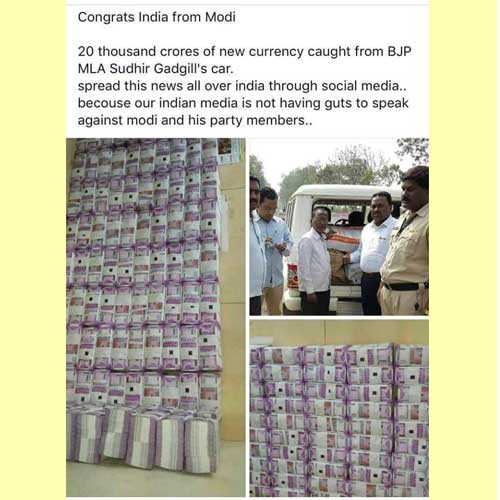 Congrats India from Modi
20 thousand crores of new currency caught from BJP
MLA Sudhir Gadgill's car.
spread this news all over india through social media..
becouse our indian media is not having guts to speak
against modi and his party members..